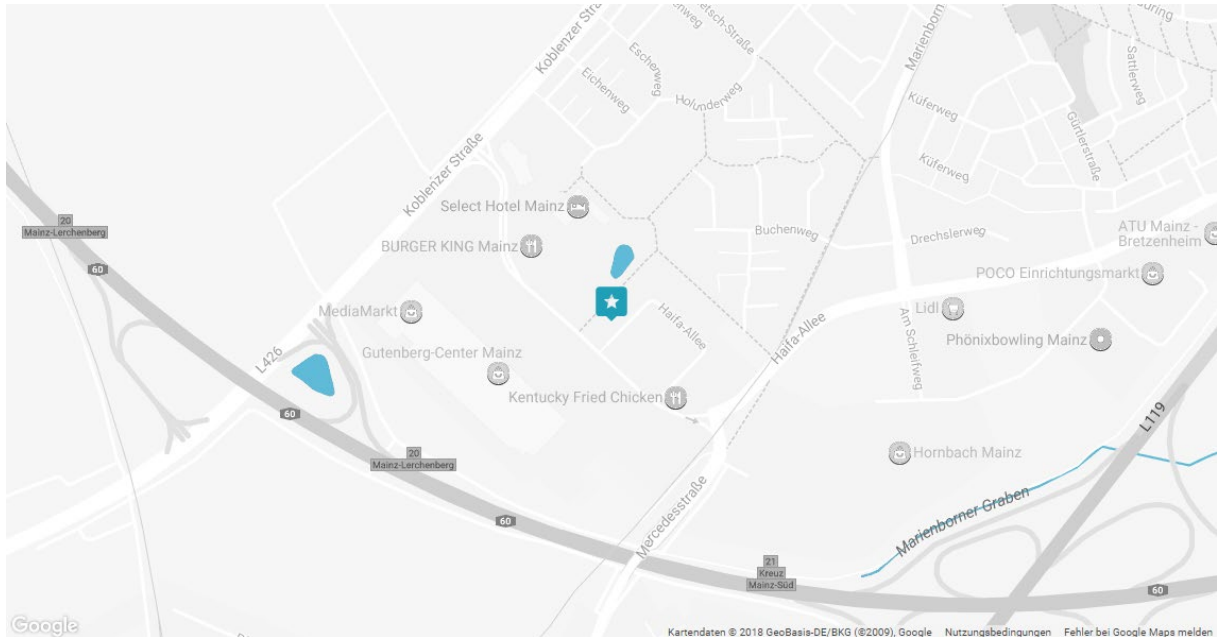 Koblenzer Straße
Eschenweg
Eichenweg
Holunderweg
Marienborn
Sattlerweg
Küferweg
Gürtlerstraße
Küferweg
Koblenzer Straße
Select Hotel Mainz
BURGER KING Mainz
Buchenweg
Drechslerweg
ATU Mainz -
Bretzenheim
POCO Einrichtungsmarkt
20
Mainz-Lerchenberg
60
MediaMarkt
Haifa-Allee
Haifa-Allee
Lidl
Am Schleifweg
Phönixbowling Mainz
L426
Gutenberg-Center Mainz
Kentucky Fried Chicken
60
L119
20
Mainz-Lerchenberg
Hornbach Mainz
60
Mercedesstraße
Marienborner Graben
21
Kreuz
Mainz-Süd
60
Google
Kartendaten © 2018 GeoBasis-DE/BKG (©2009), Google Nutzungsbedingungen Fehler bei Google Maps melden